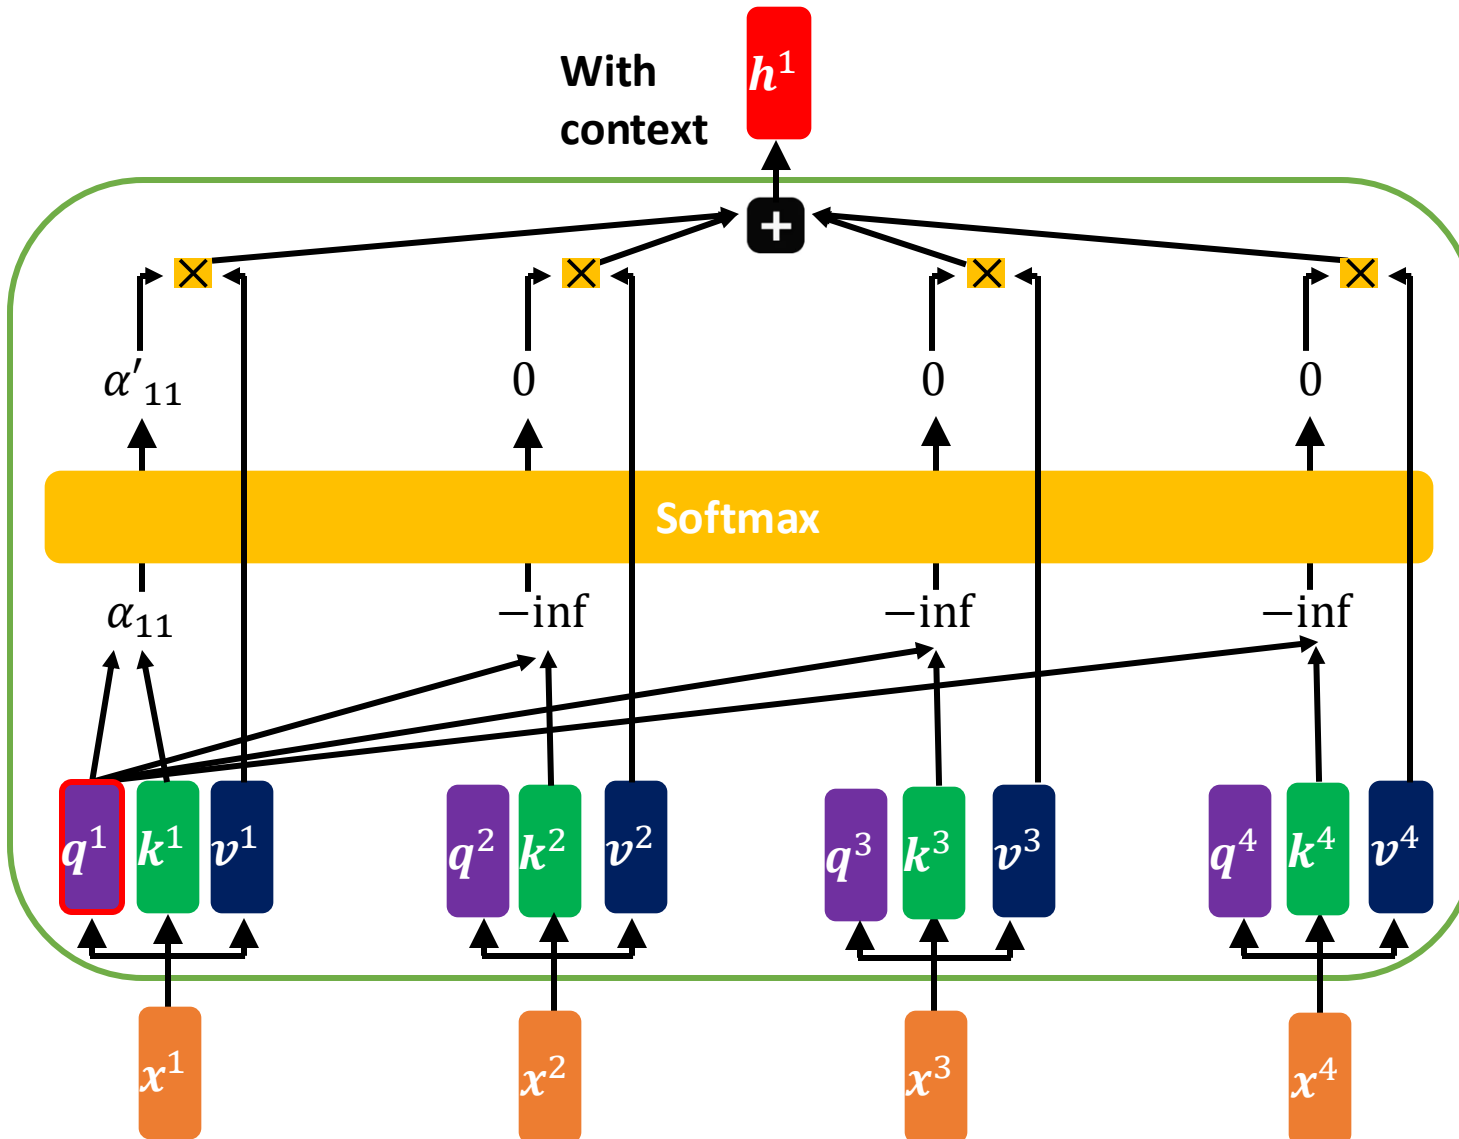 With
context
h¹
+
α′₁₁ 0 0 0
Softmax
α₁₁ −inf −inf −inf
q¹ k¹ v¹ q² k² v² q³ k³ v³ q⁴ k⁴ v⁴
x¹ x² x³ x⁴